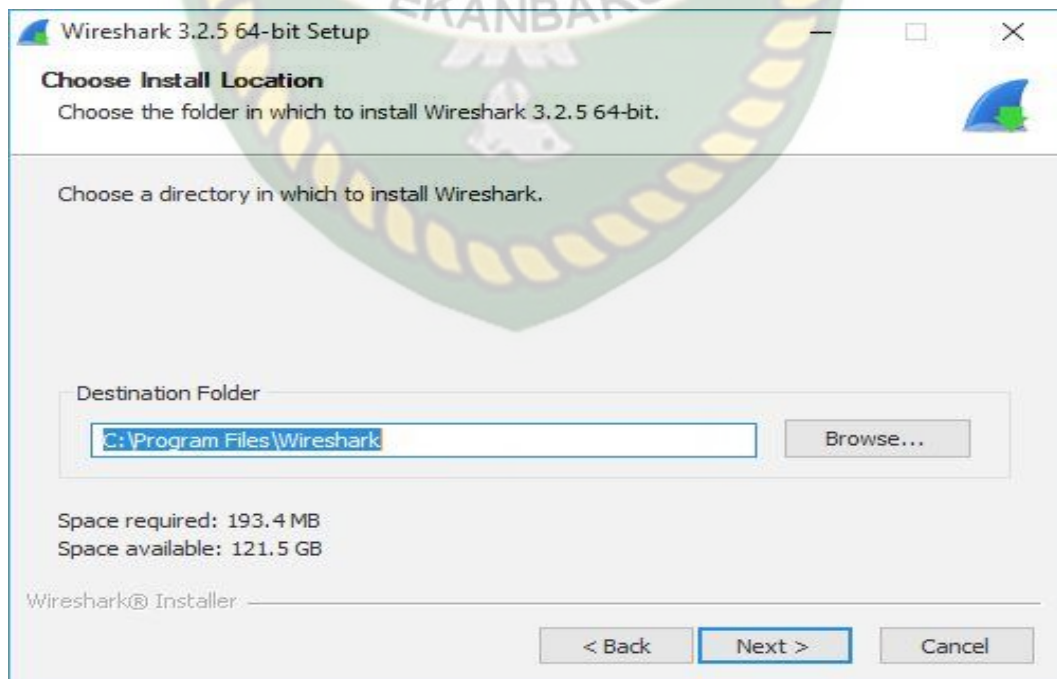 EKANBARU
Wireshark 3.2.5 64-bit Setup
Choose Install Location
Choose the folder in which to install Wireshark 3.2.5 64-bit.
Choose a directory in which to install Wireshark.
Destination Folder
C:\Program Files\Wireshark
Browse...
Space required: 193.4 MB
Space available: 121.5 GB
Wireshark® Installer
< Back
Next >
Cancel